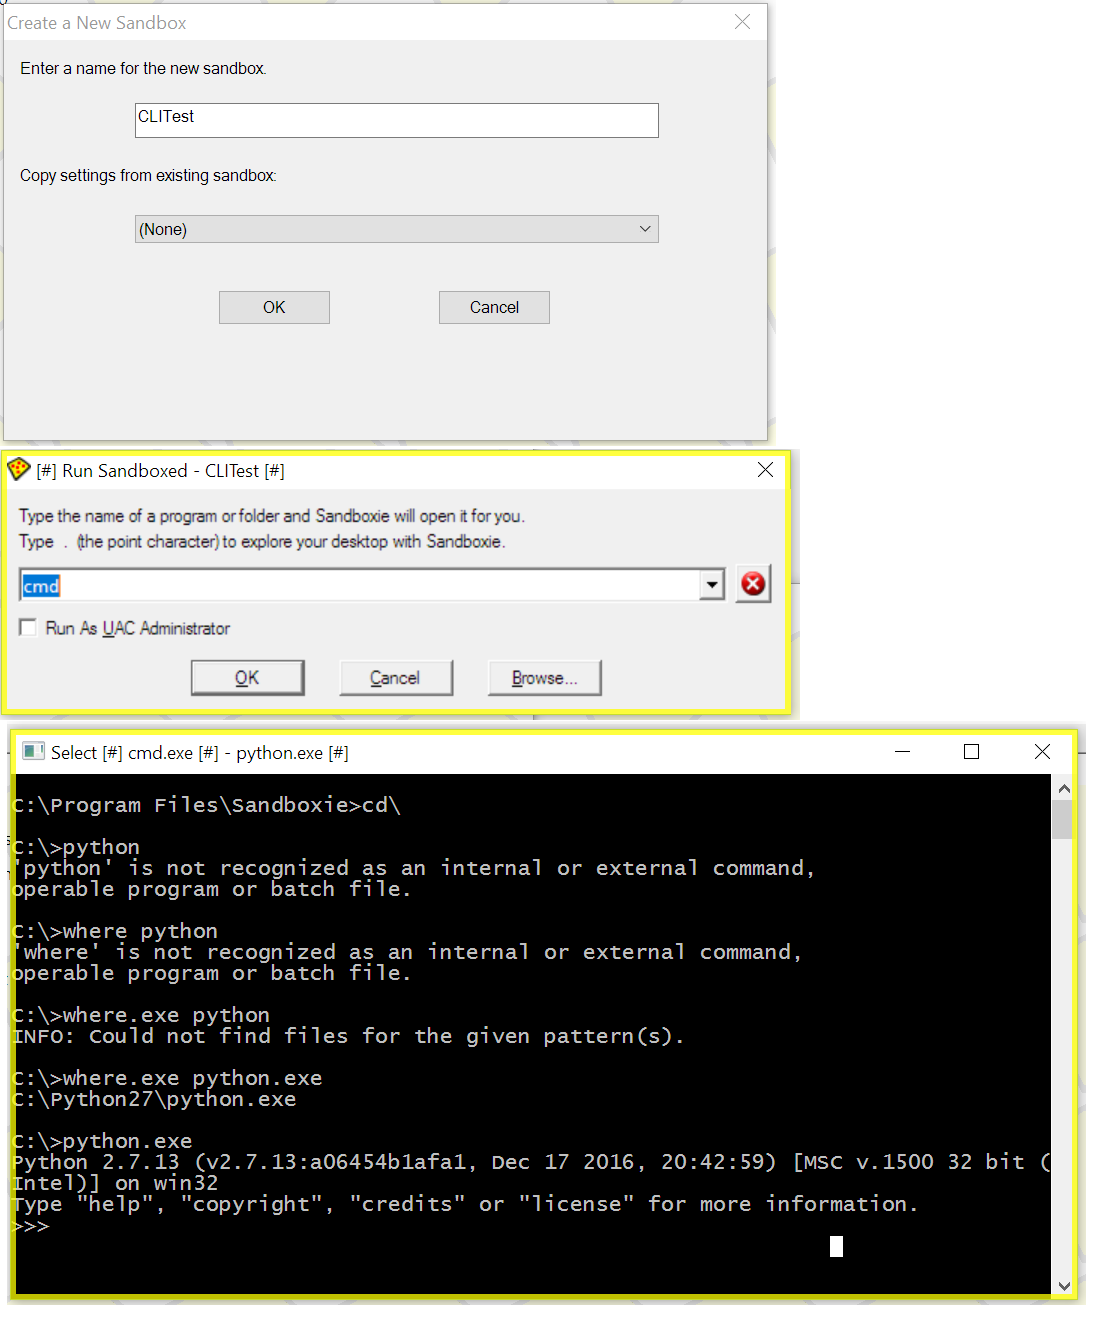 Create a New Sandbox
Enter a name for the new sandbox.
CLITest
Copy settings from existing sandbox:
(None)
OK
Cancel
[#] Run Sandboxed - CLITest [#]
Type the name of a program or folder and Sandboxie will open it for you.
Type . (the point character) to explore your desktop with Sandboxie.
cmd
Run As UAC Administrator
OK
Cancel
Browse...
Select [#] cmd.exe [#] - python.exe [#]
C:\Program Files\Sandboxie>cd\
C:\>python
'python' is not recognized as an internal or external command,
operable program or batch file.
C:\>where python
'where' is not recognized as an internal or external command,
operable program or batch file.
C:\>where.exe python
INFO: Could not find files for the given pattern(s).
C:\>where.exe python.exe
C:\Python27\python.exe
C:\>python.exe
Python 2.7.13 (v2.7.13:a06454b1afa1, Dec 17 2016, 20:42:59) [MSC v.1500 32 bit (
Intel)] on win32
Type "help", "copyright", "credits" or "license" for more information.
>>>